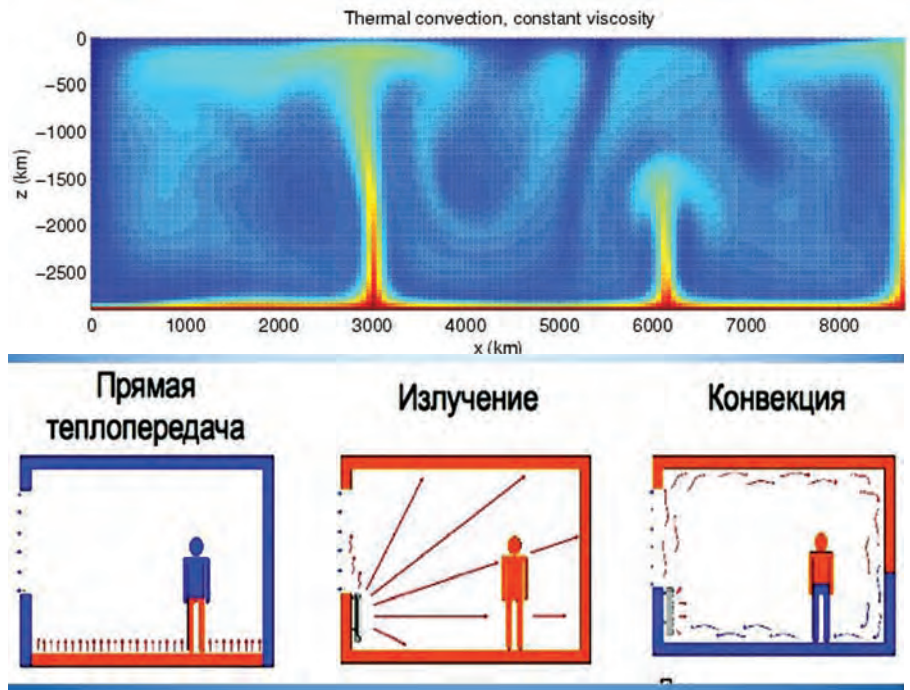 Thermal convection, constant viscosity
0
−500
−1000
−1500
−2000
−2500
z (km)
0 1000 2000 3000 4000 5000 6000 7000 8000
x (km)
Прямая
теплопередача
Излучение
Конвекция